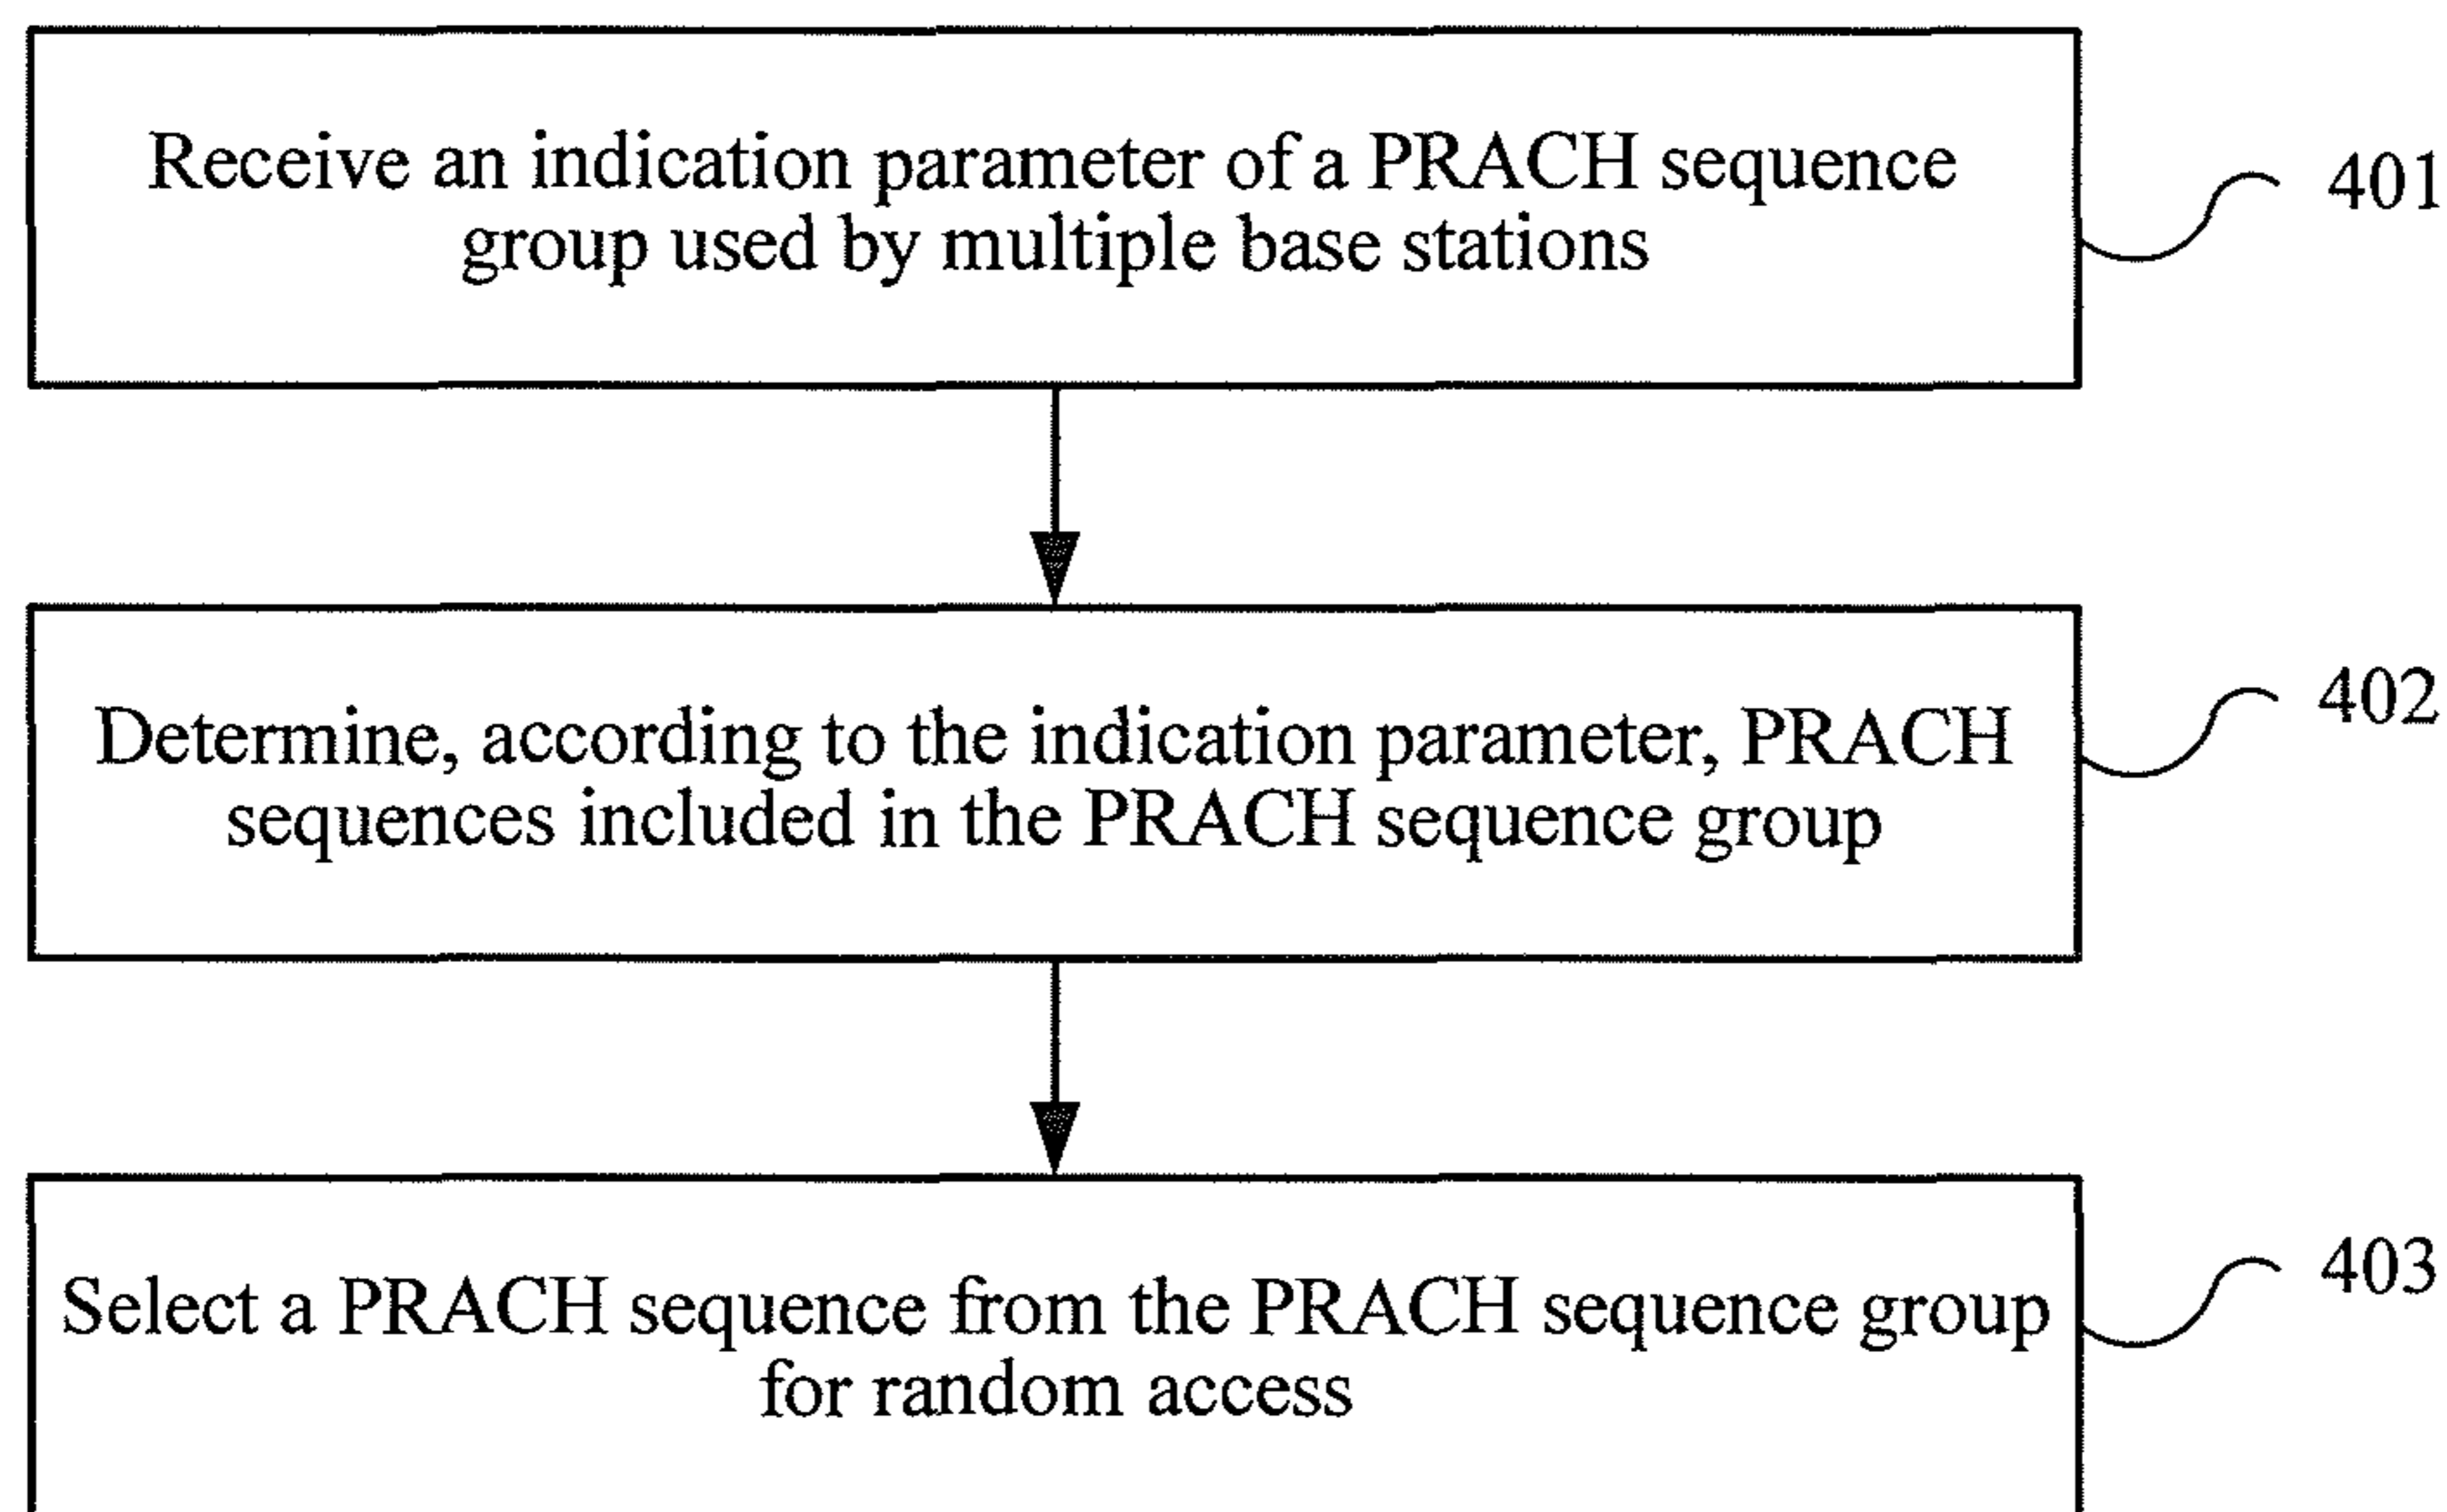 Receive an indication parameter of a PRACH sequence
group used by multiple base stations
401
Determine, according to the indication parameter, PRACH
sequences included in the PRACH sequence group
402
Select a PRACH sequence from the PRACH sequence group
for random access
403